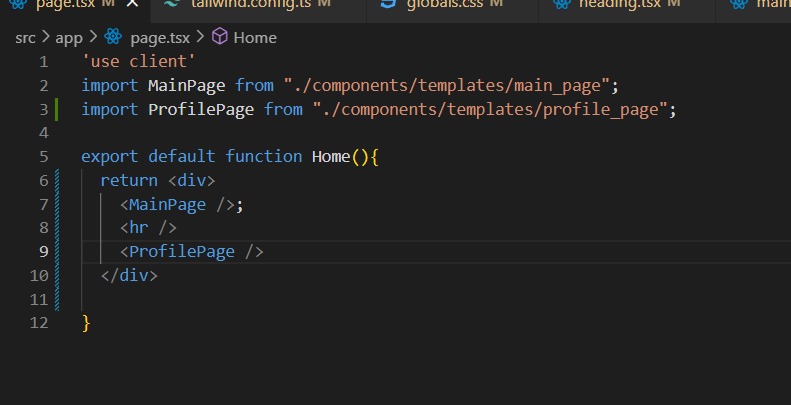 page.tsx M tailwind.config.ts M globals.css M heading.tsx M main
src > app > page.tsx > Home
1 'use client'
2 import MainPage from "./components/templates/main_page";
3 import ProfilePage from "./components/templates/profile_page";
4
5 export default function Home(){
6 return <div>
7 <MainPage />;
8 <hr />
9 <ProfilePage />
10 </div>
11
12 }